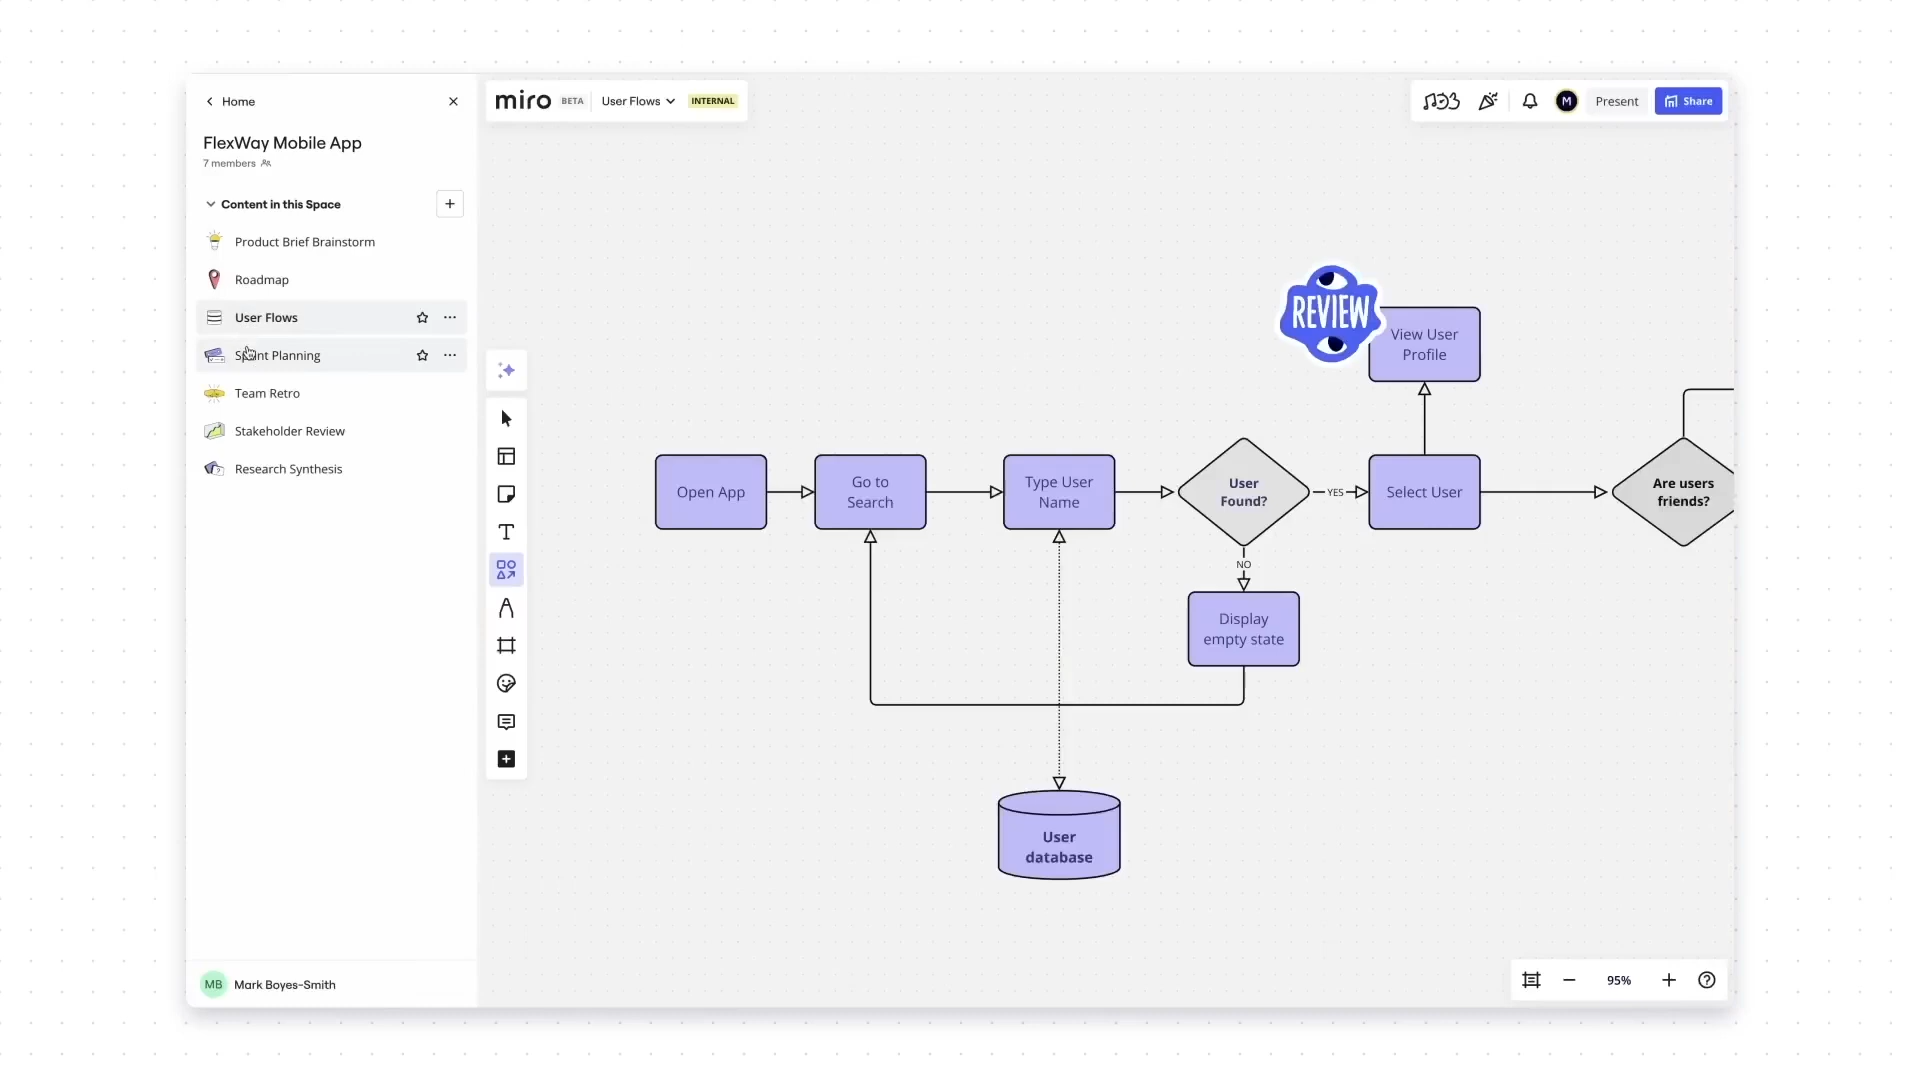 Home
FlexWay Mobile App
7 members
Content in this Space
Product Brief Brainstorm
Roadmap
User Flows
Sprint Planning
Team Retro
Stakeholder Review
Research Synthesis
MB Mark Boyes-Smith
miro BETA User Flows INTERNAL
M Present Share
REVIEW
View User
Profile
Open App
Go to
Search
Type User
Name
User
Found?
YES
Select User
Are users
friends?
NO
Display
empty state
User
database
95%